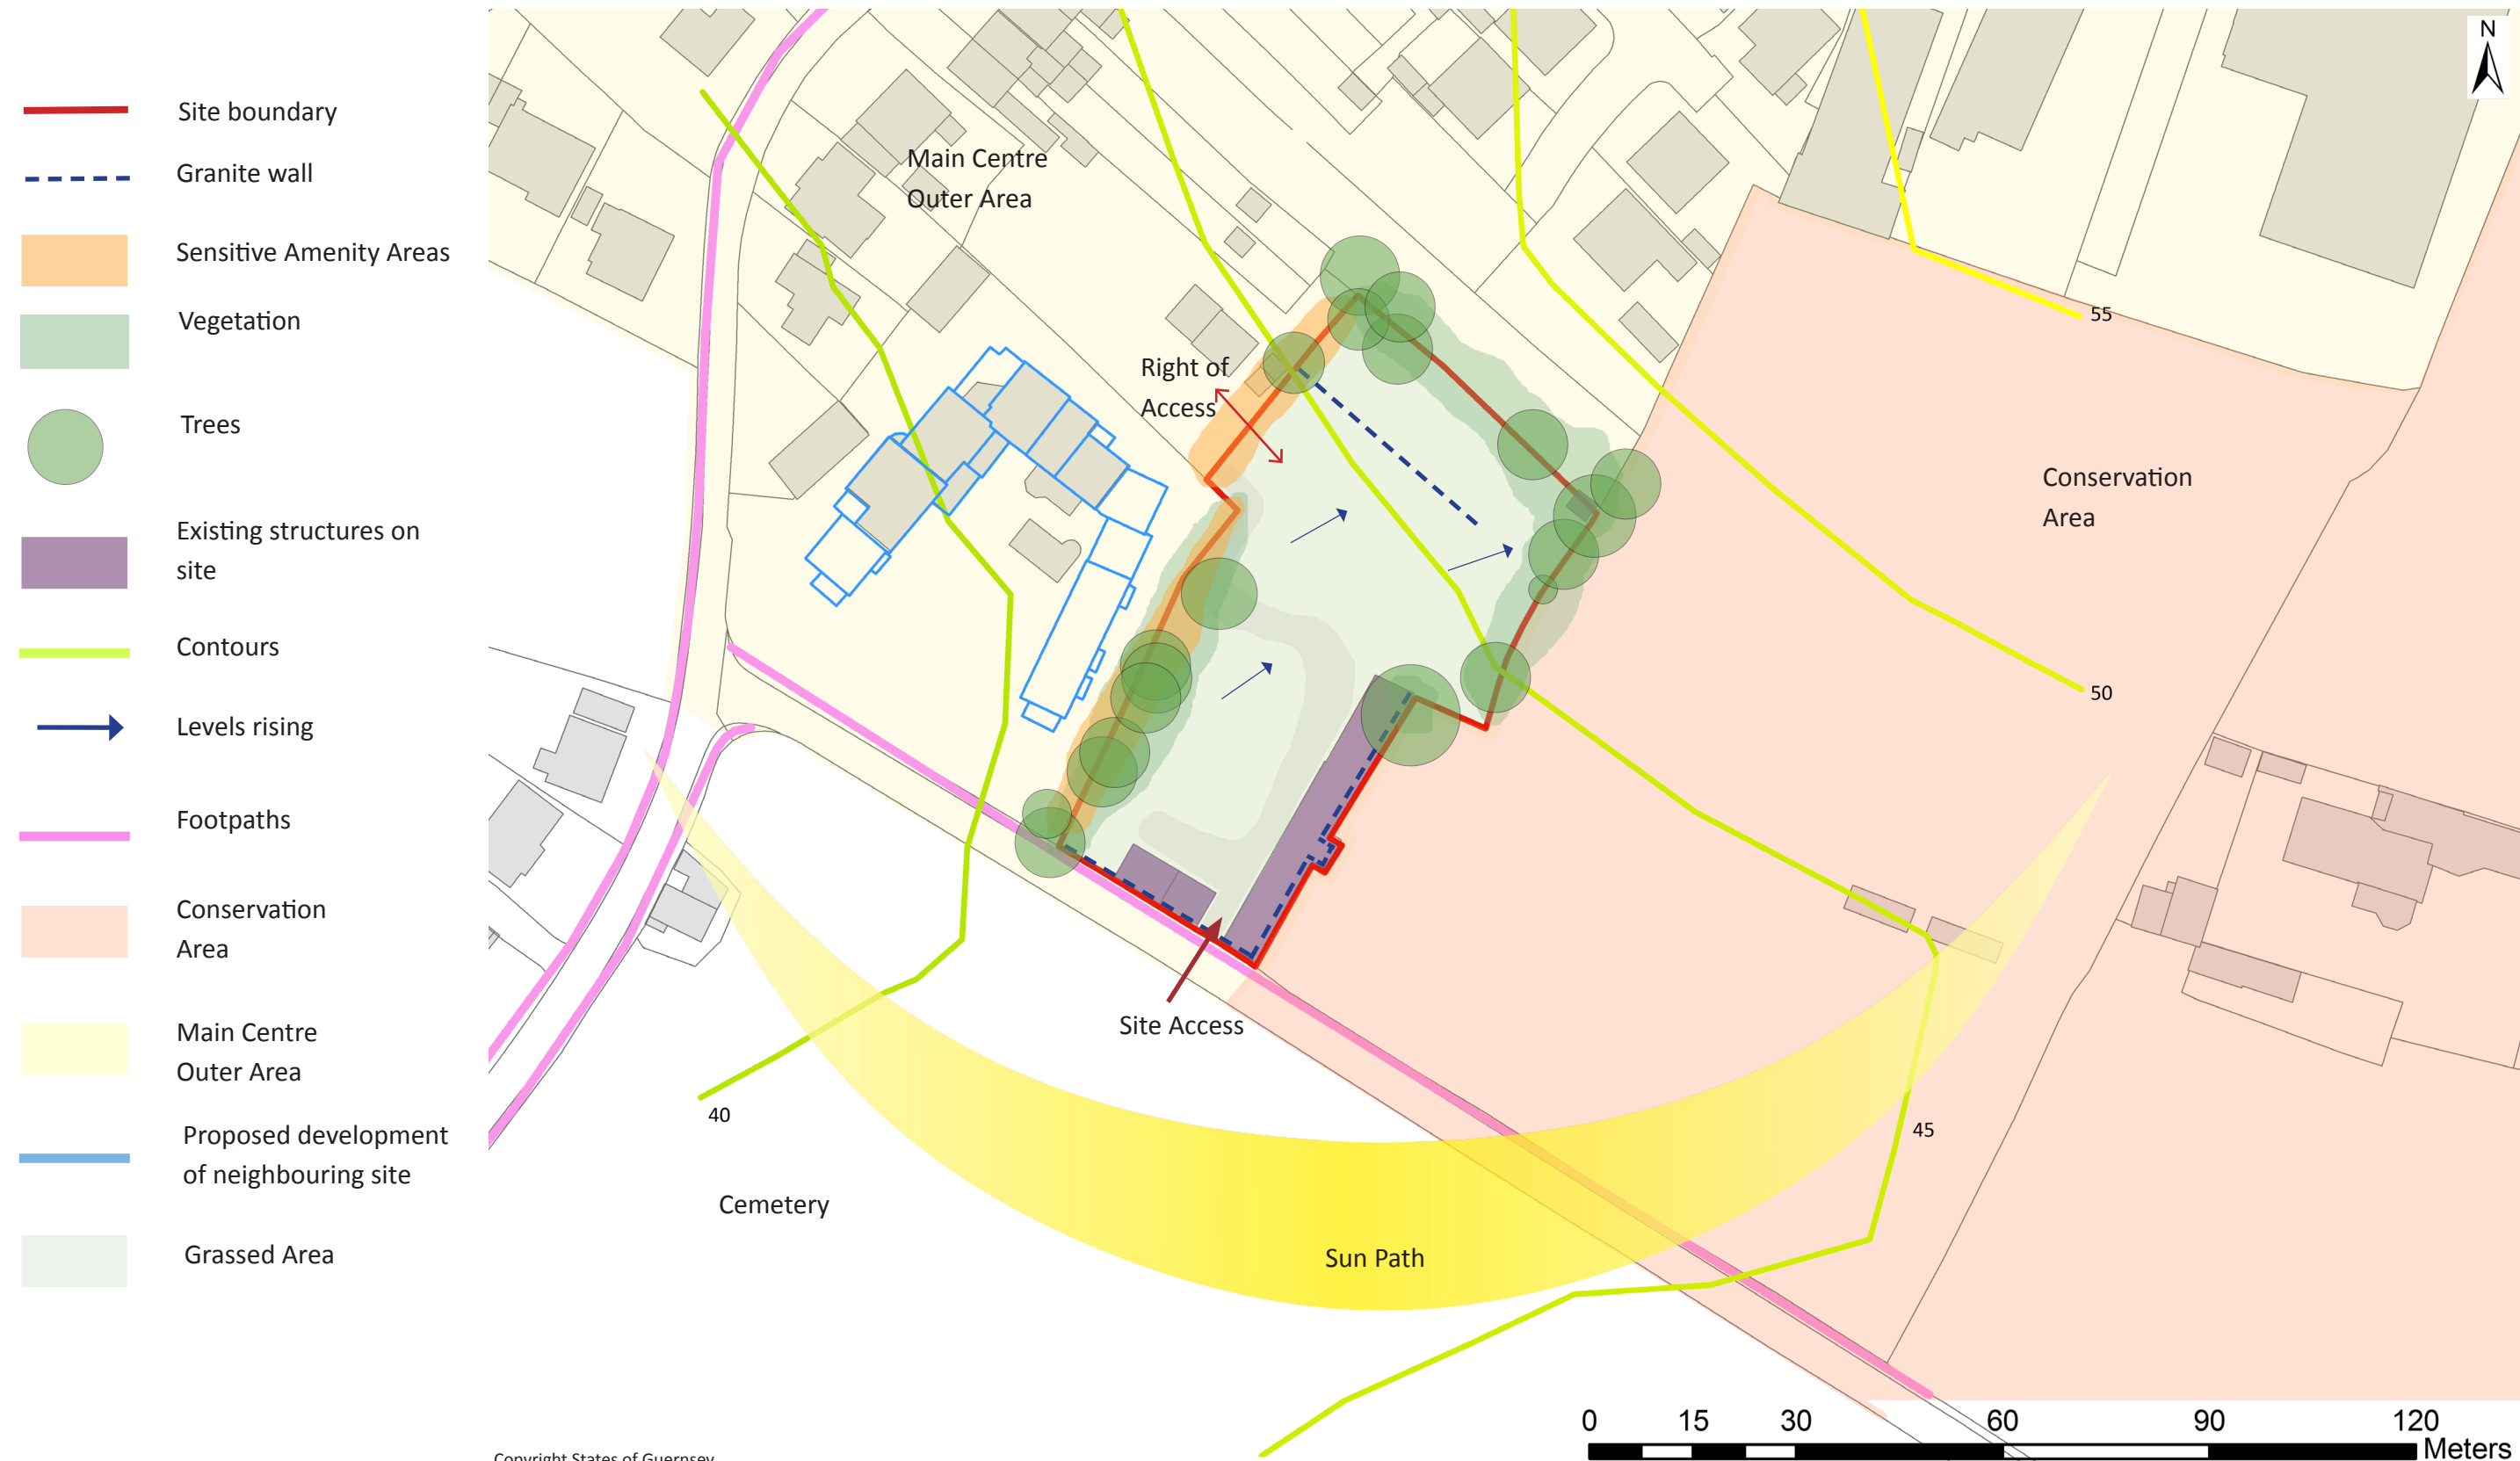 Site boundary
Granite wall
Sensitive Amenity Areas
Vegetation
Trees
Existing structures on
site
Contours
Levels rising
Footpaths
Conservation
Area
Main Centre
Outer Area
Proposed development
of neighbouring site
Grassed Area
N
Main Centre
Outer Area
55
Right of
Access
Conservation
Area
50
Site Access
40
45
Cemetery
Sun Path
0 15 30 60 90 120
Meters
Copyright States of Guernsey